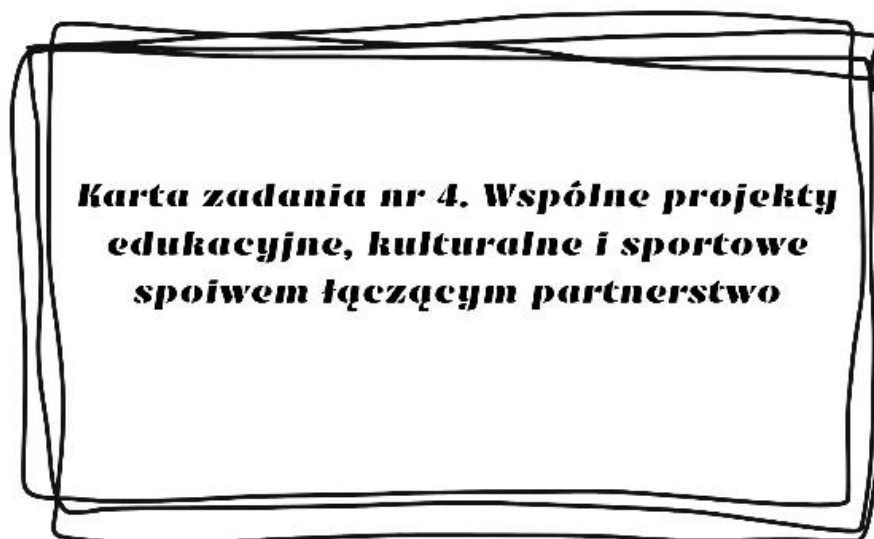 Karta zadania nr 4. Wspólne projekty
edukacyjne, kulturalne i sportowe
spoiwem łączącym partnerstwo